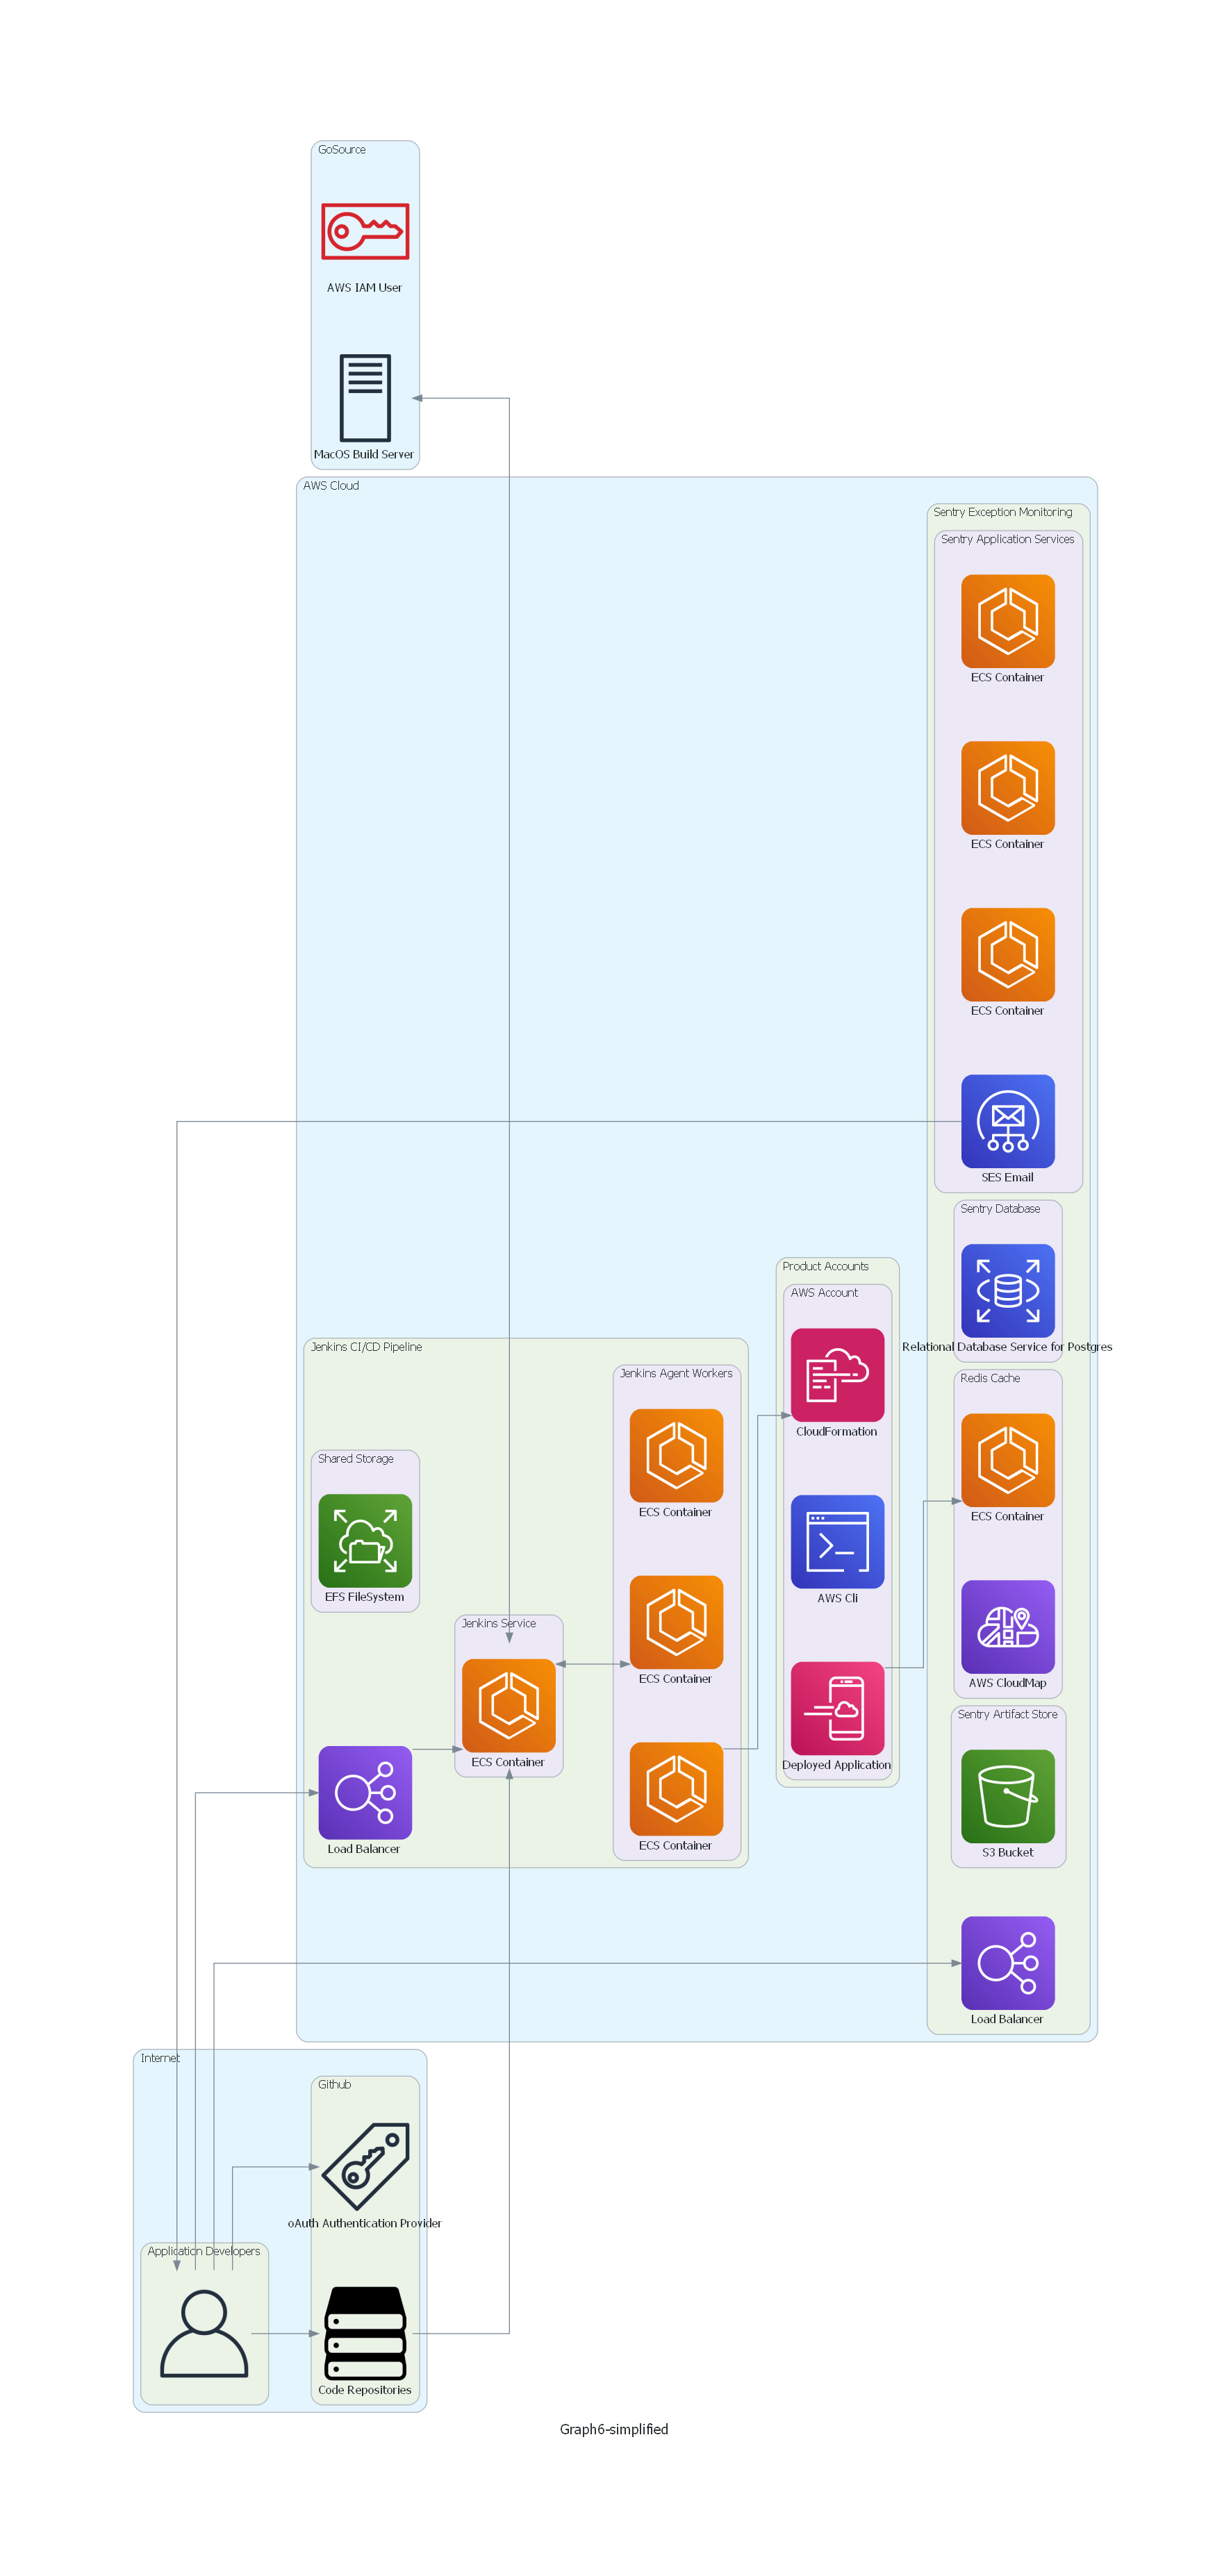 GoSource
AWS IAM User
MacOS Build Server
AWS Cloud
Sentry Exception Monitoring
Sentry Application Services
ECS Container
ECS Container
ECS Container
SES Email
Sentry Database
Relational Database Service for Postgres
Product Accounts
AWS Account
CloudFormation
AWS Cli
Deployed Application
Jenkins CI/CD Pipeline
Jenkins Agent Workers
ECS Container
ECS Container
ECS Container
Shared Storage
EFS FileSystem
Jenkins Service
ECS Container
Load Balancer
Redis Cache
ECS Container
AWS CloudMap
Sentry Artifact Store
S3 Bucket
Load Balancer
Internet
Github
oAuth Authentication Provider
Application Developers
Code Repositories
Graph6-simplified